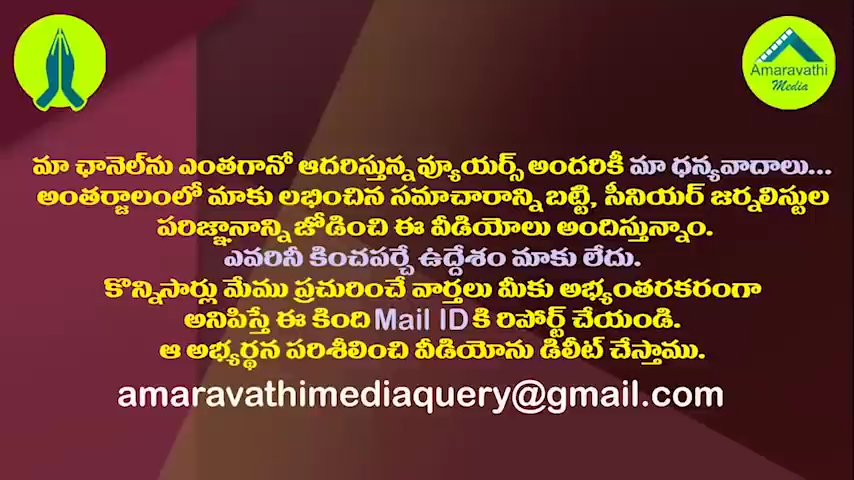 Amaravathi
Media
మా ఛానెల్‌ను ఎంతగానో ఆదరిస్తున్న వ్యూయర్స్ అందరికీ మా ధన్యవాదాలు...
అంతర్జాలంలో మాకు లభించిన సమాచారాన్ని బట్టి, సీనియర్ జర్నలిస్టుల
పరిజ్ఞానాన్ని జోడించి ఈ వీడియోలు అందిస్తున్నాం.
ఎవరినీ కించపర్చే ఉద్దేశం మాకు లేదు.
కొన్నిసార్లు మేము ప్రచురించే వార్తలు మీకు అభ్యంతరకరంగా
అనిపిస్తే ఈ కింది Mail ID కి రిపోర్ట్ చేయండి.
ఆ అభ్యర్థన పరిశీలించి వీడియోను డిలీట్ చేస్తాము.
amaravathimediaquery@gmail.com